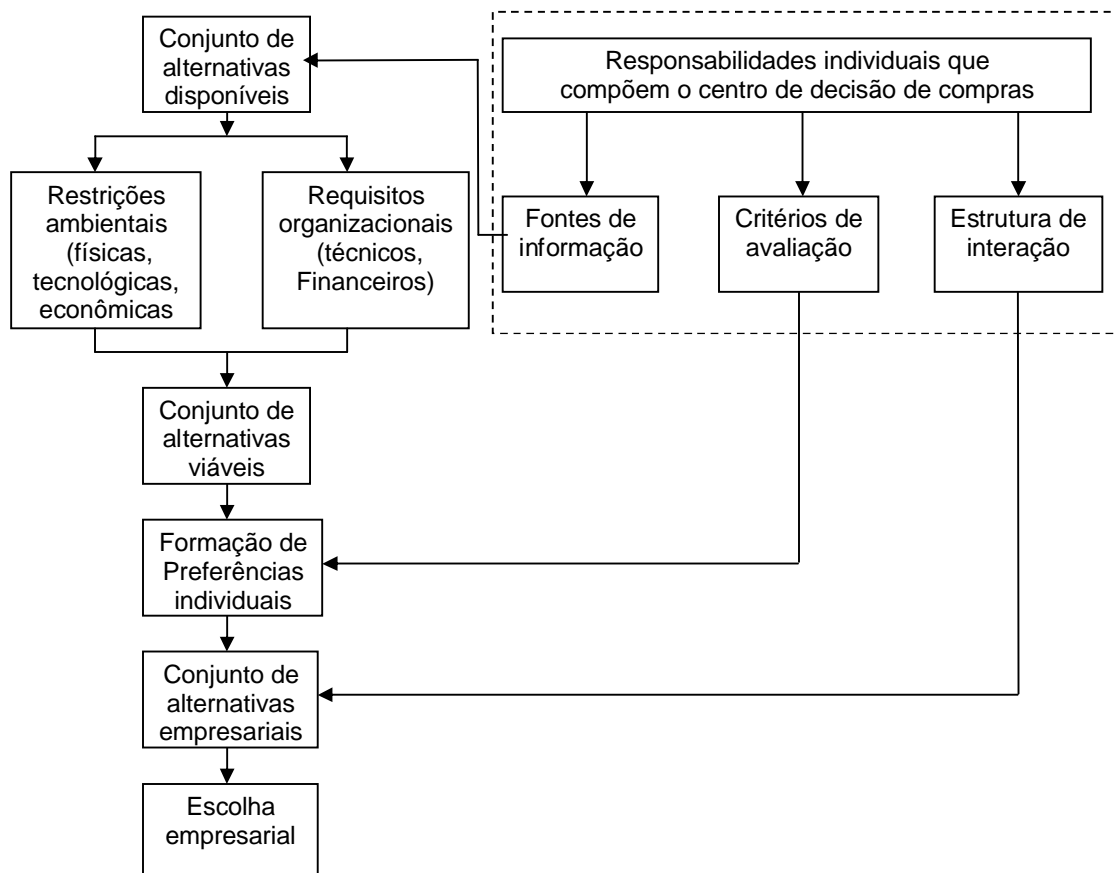 Conjunto de
alternativas
disponíveis
Responsabilidades individuais que
compõem o centro de decisão de compras
Restrições
ambientais
(físicas,
tecnológicas,
econômicas
Requisitos
organizacionais
(técnicos,
Financeiros)
Fontes de
informação
Critérios de
avaliação
Estrutura de
interação
Conjunto de
alternativas
viáveis
Formação de
Preferências
individuais
Conjunto de
alternativas
empresariais
Escolha
empresarial